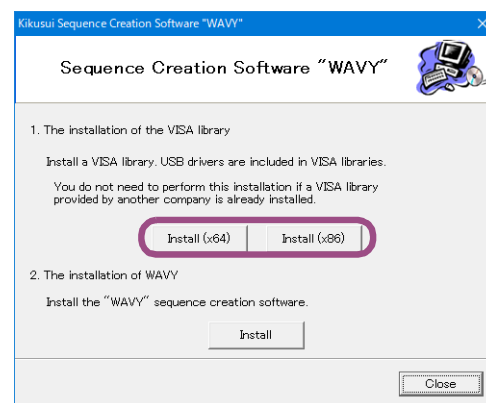 Kikusui Sequence Creation Software "WAVY"
Sequence Creation Software "WAVY"
1. The installation of the VISA library
Install a VISA library. USB drivers are included in VISA libraries.
You do not need to perform this installation if a VISA library
provided by another company is already installed.
Install (x64) Install (x86)
2. The installation of WAVY
Install the "WAVY" sequence creation software.
Install
Close